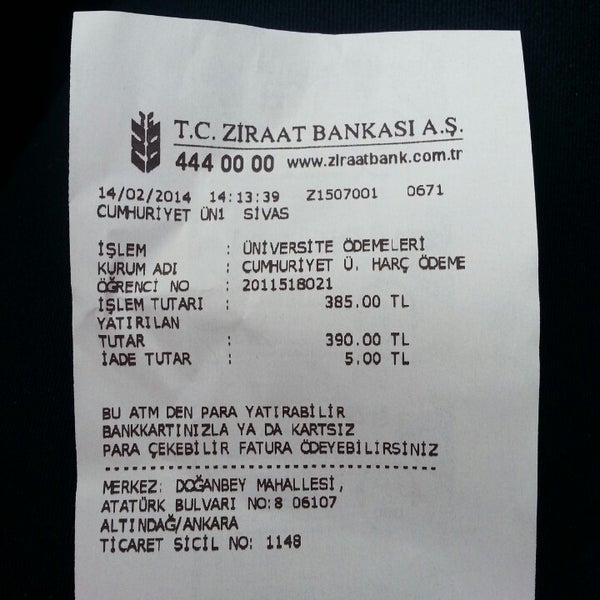 T.C. ZİRAAT BANKASI A.Ş.
444 00 00 www.ziraatbank.com.tr
14/02/2014 14:13:39 Z1507001 0671
CUMHURİYET ÜN1 SİVAS
İŞLEM : ÜNİVERSİTE ÖDEMELERİ
KURUM ADI : CUMHURİYET Ü. HARÇ ÖDEME
ÖĞRENCİ NO : 2011518021
İŞLEM TUTARI : 385.00 TL
YATIRILAN
TUTAR : 390.00 TL
İADE TUTAR : 5.00 TL
BU ATM DEN PARA YATIRABİLİR
BANKKARTINIZLA YA DA KARTSIZ
PARA ÇEKEBİLİR FATURA ÖDEYEBİLİRSİNİZ
MERKEZ: DOĞANBEY MAHALLESİ,
ATATÜRK BULVARI NO:8 06107
ALTINDAĞ/ANKARA
TİCARET SİCİL NO: 1148